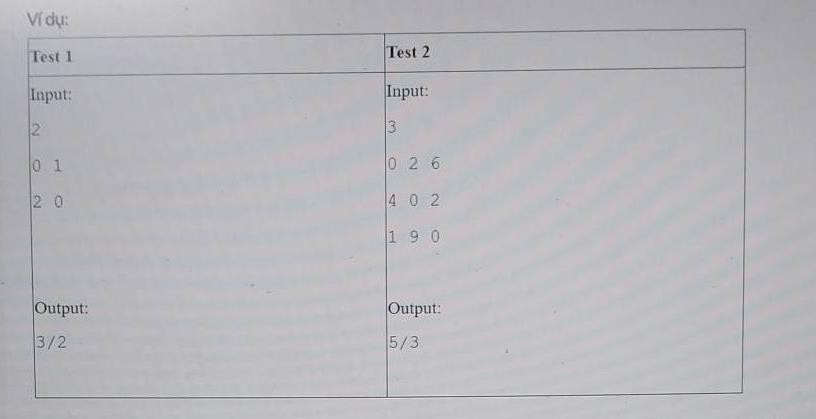 Ví dụ:
Test 1
Input:
2
0 1
2 0
Output:
3/2
Test 2
Input:
3
0 2 6
4 0 2
1 9 0
Output:
5/3